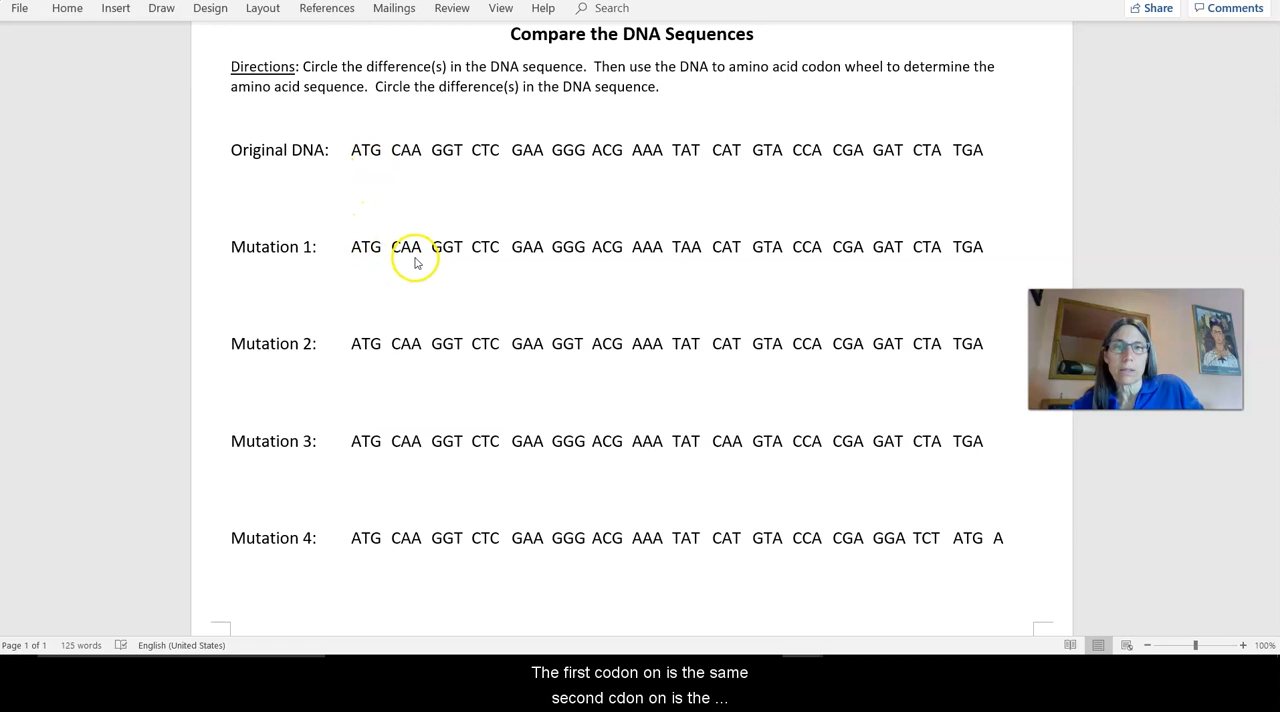 File Home Insert Draw Design Layout References Mailings Review View Help Search Share Comments
Compare the DNA Sequences
Directions: Circle the difference(s) in the DNA sequence. Then use the DNA to amino acid codon wheel to determine the
amino acid sequence. Circle the difference(s) in the DNA sequence.
Original DNA: ATG CAA GGT CTC GAA GGG ACG AAA TAT CAT GTA CCA CGA GAT CTA TGA
Mutation 1: ATG CAA GGT CTC GAA GGG ACG AAA TAA CAT GTA CCA CGA GAT CTA TGA
Mutation 2: ATG CAA GGT CTC GAA GGT ACG AAA TAT CAT GTA CCA CGA GAT CTA TGA
Mutation 3: ATG CAA GGT CTC GAA GGG ACG AAA TAT CAA GTA CCA CGA GAT CTA TGA
Mutation 4: ATG CAA GGT CTC GAA GGG ACG AAA TAT CAT GTA CCA CGA GGA TCT ATG A
Page 1 of 1 125 words English (United States) 100%
The first codon on is the same
second cdon on is the ...